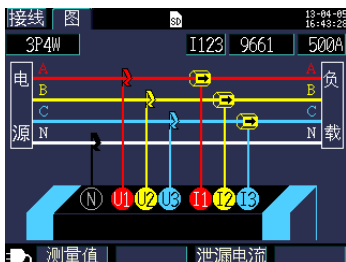 接线 图 SD 13-04-05
16:43:28
3P4W I123 9661 500A
电源 A A 负载
B B
C C
N N
N U1 U2 U3 I1 I2 I3
测量值 泄漏电流